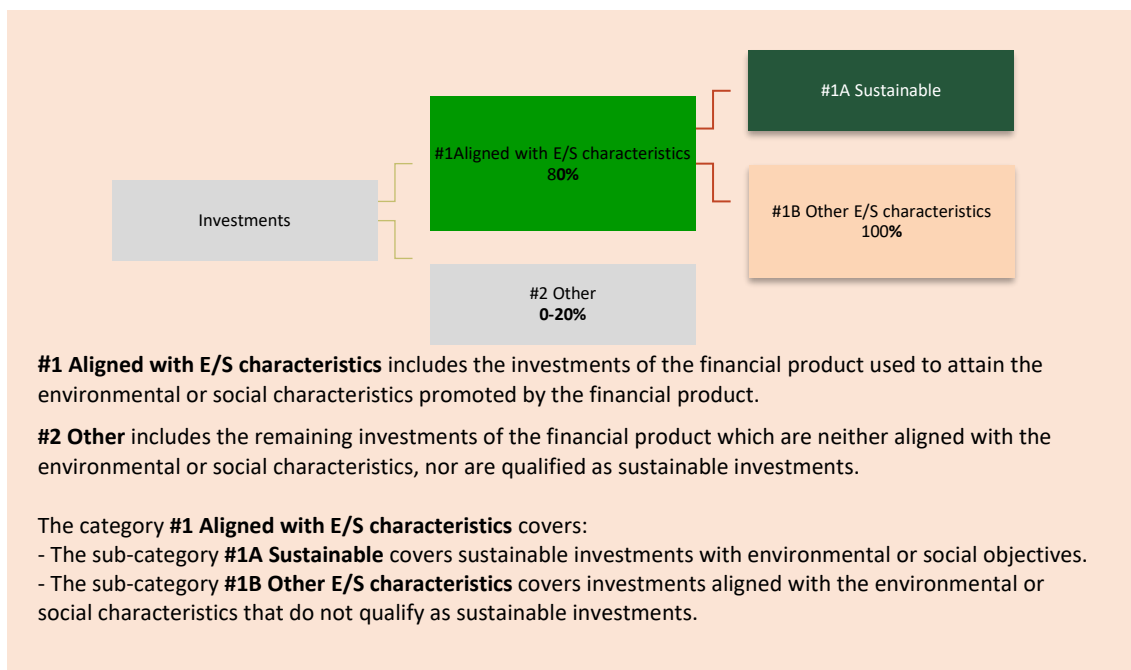 #1A Sustainable
#1Aligned with E/S characteristics
80%
Investments
#1B Other E/S characteristics
100%
#2 Other
0-20%
#1 Aligned with E/S characteristics includes the investments of the financial product used to attain the
environmental or social characteristics promoted by the financial product.
#2 Other includes the remaining investments of the financial product which are neither aligned with the
environmental or social characteristics, nor are qualified as sustainable investments.
The category #1 Aligned with E/S characteristics covers:
- The sub-category #1A Sustainable covers sustainable investments with environmental or social objectives.
- The sub-category #1B Other E/S characteristics covers investments aligned with the environmental or
social characteristics that do not qualify as sustainable investments.